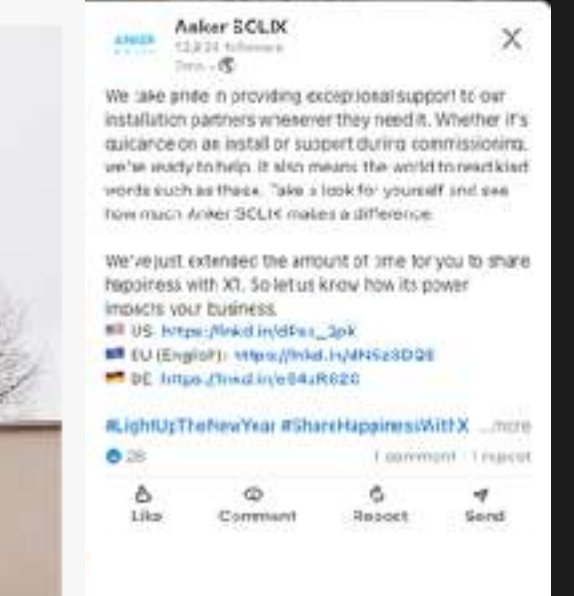 Anker SOLIX
ANKER
followers
We take pride in providing exceptional support to our
installation partners whenever they need it. Whether it's
guidance on an install or support during commissioning,
we're ready to help. It also means the world to read kind
words such as these. Take a look for yourself and see
how much Anker SOLIX makes a difference.
We've just extended the amount of time for you to share
happiness with X1. So let us know how its power
impacts your business.
US:
EU (English):
DE:
#LightUpTheNewYear #ShareHappinessWithX ...more
28
1 comment · 1 repost
Like Comment Repost Send